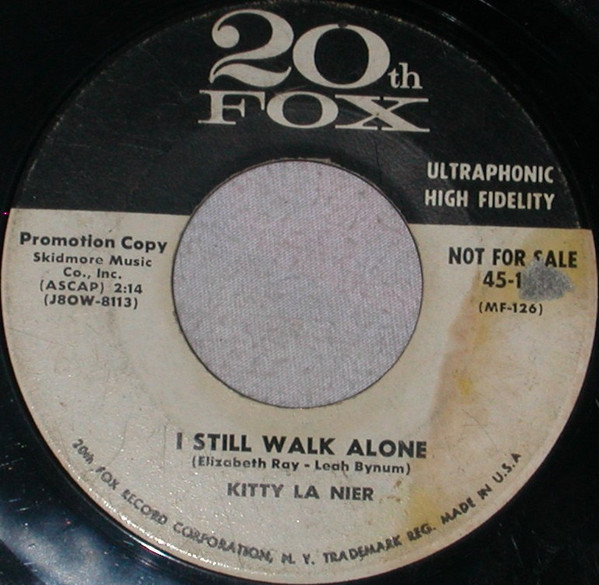 20th
FOX
ULTRAPHONIC
HIGH FIDELITY
Promotion Copy
Skidmore Music
Co., Inc.
(ASCAP) 2:14
(J8OW-8113)
NOT FOR SALE
45-1
(MF-126)
I STILL WALK ALONE
(Elizabeth Ray - Leah Bynum)
KITTY LA NIER
20th FOX RECORD CORPORATION, N. Y. TRADEMARK REG. MADE IN U.S.A